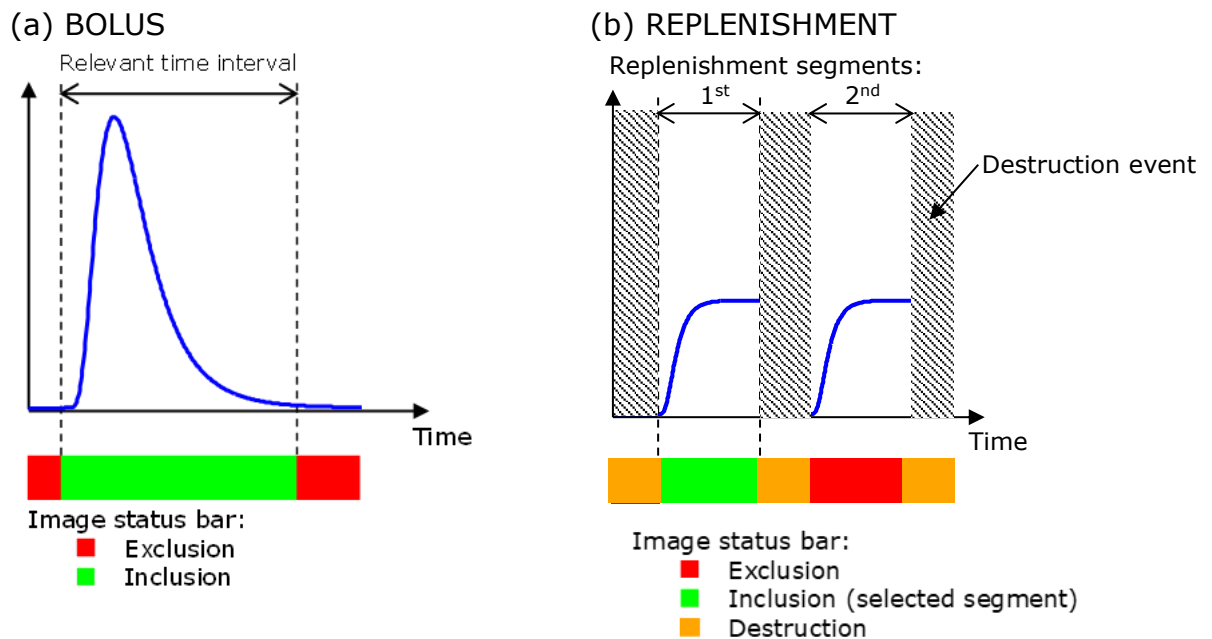 (a) BOLUS
Relevant time interval
Time
Image status bar:
Exclusion
Inclusion
(b) REPLENISHMENT
Replenishment segments:
1st
2nd
Destruction event
Time
Image status bar:
Exclusion
Inclusion (selected segment)
Destruction